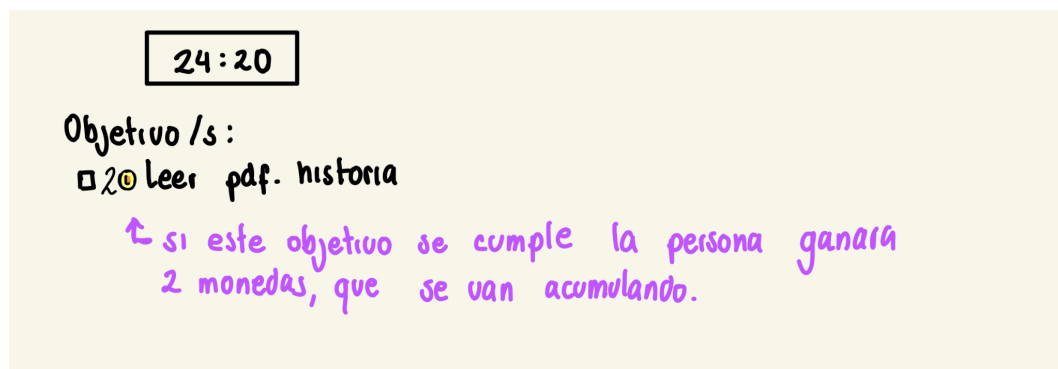 24:20
Objetivo/s:
2 Leer pdf. historia
si este objetivo se cumple la persona ganara
2 monedas, que se van acumulando.